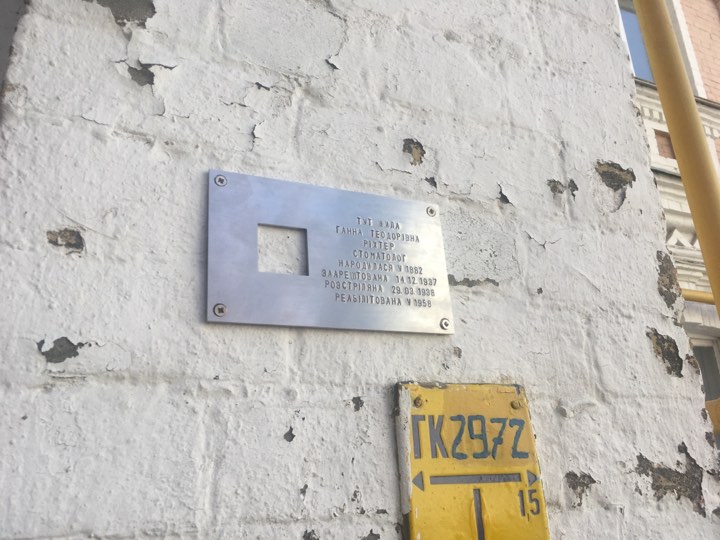 ТУТ ЖИЛА
ГАННА ТЕОДОРІВНА
РІХТЕР
СТОМАТОЛОГ
НАРОДИЛАСЯ У 1882
ЗААРЕШТОВАНА 14.12.1937
РОЗСТРІЛЯНА 29.03.1938
РЕАБІЛІТОВАНА У 1958
ГК2972
15